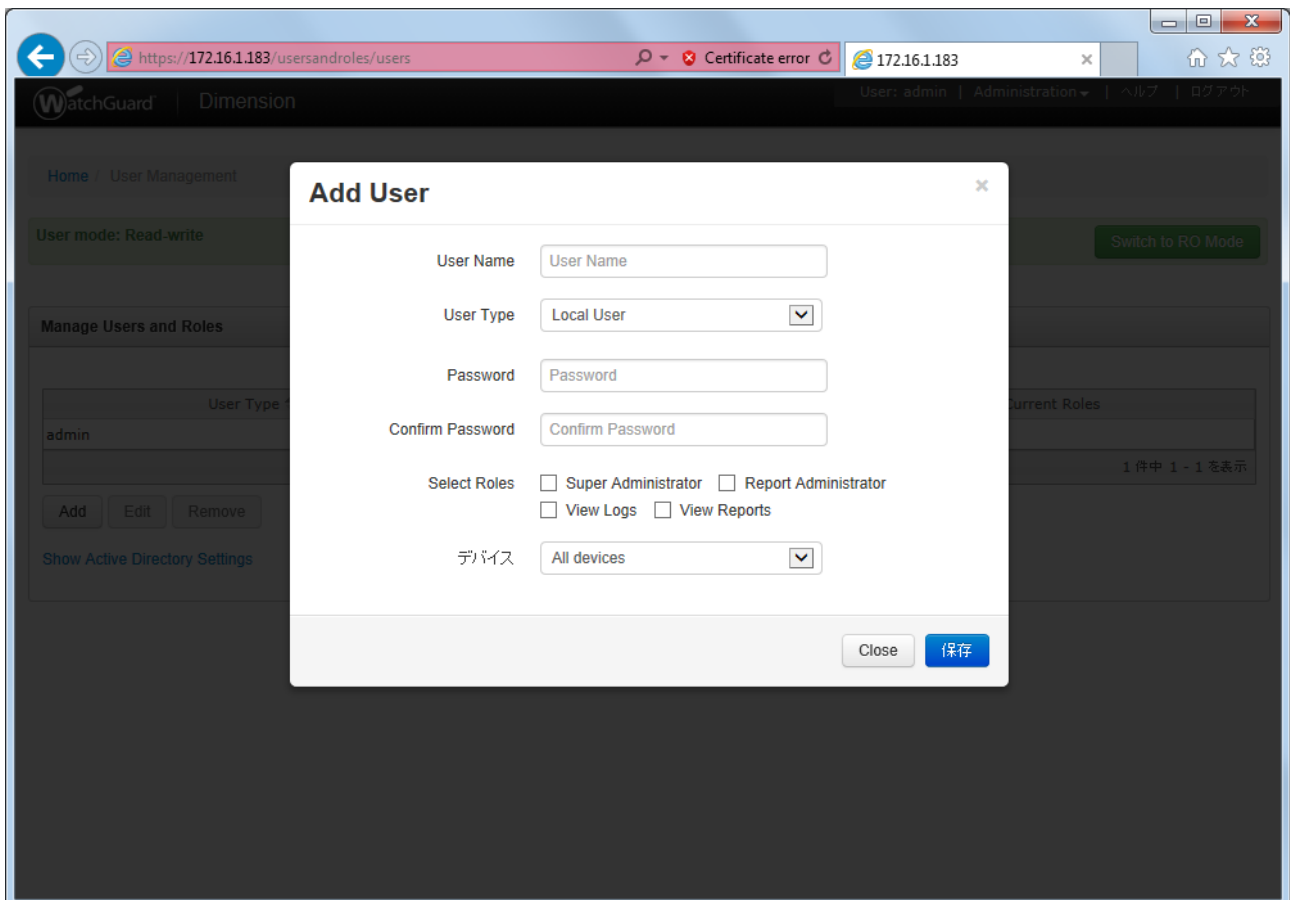 https://172.16.1.183/usersandroles/users Certificate error 172.16.1.183
WatchGuard Dimension User: admin | Administration | ヘルプ | ログアウト
Home / User Management
Add User
User mode: Read-write
Switch to RO Mode
User Name User Name
User Type Local User
Manage Users and Roles
Password Password
User Type
Current Roles
Confirm Password Confirm Password
admin
1 件中 1 - 1 を表示
Select Roles Super Administrator Report Administrator
View Logs View Reports
Add Edit Remove
Show Active Directory Settings
デバイス All devices
Close 保存